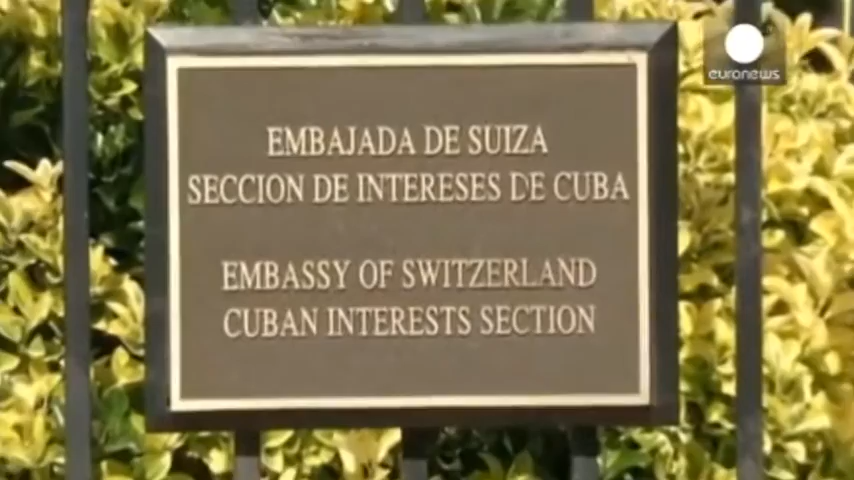 euronews
EMBAJADA DE SUIZA
SECCION DE INTERESES DE CUBA
EMBASSY OF SWITZERLAND
CUBAN INTERESTS SECTION